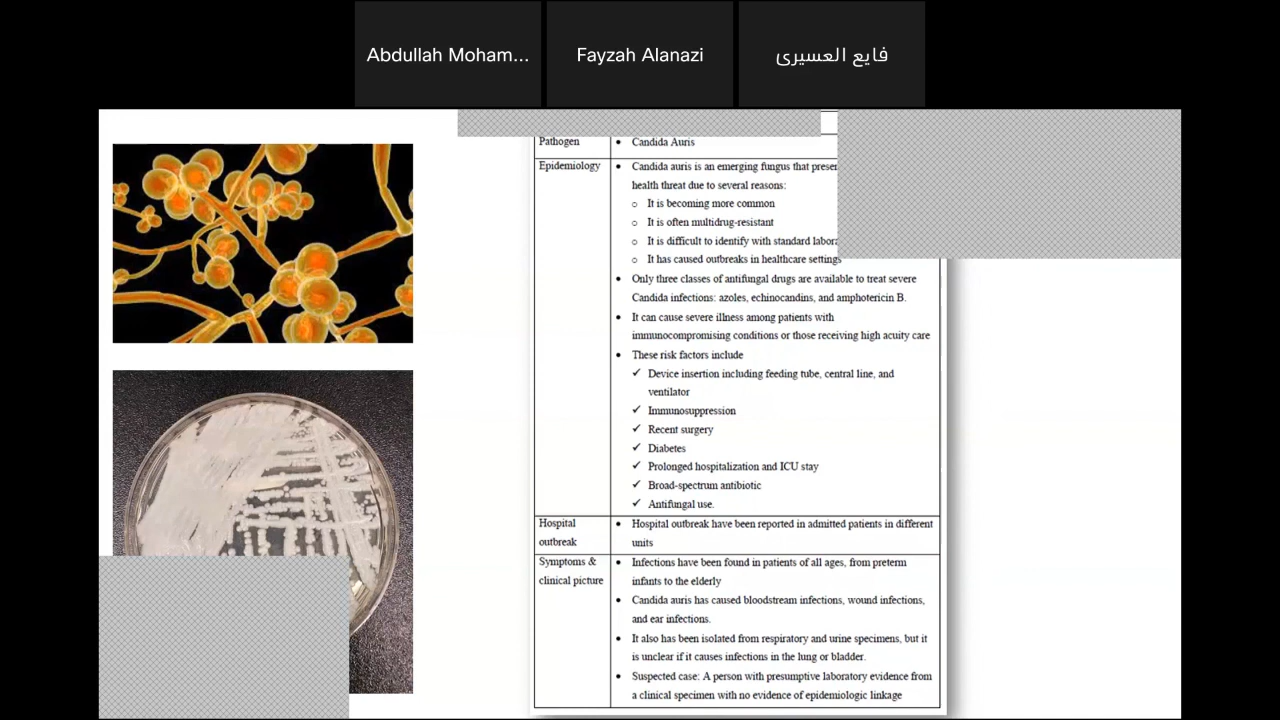 Abdullah Moham...
Fayzah Alanazi
فايع العسيرى
Pathogen
• Candida Auris
Epidemiology
• Candida auris is an emerging fungus that
health threat due to several reasons:
o It is becoming more common
o It is often multidrug-resistant
o It is difficult to identify with standard
o It has caused outbreaks in healthcare settings
• Only three classes of antifungal drugs are available to treat severe
Candida infections: azoles, echinocandins, and amphotericin B.
• It can cause severe illness among patients with
immunocompromising conditions or those receiving high acuity care
• These risk factors include
✓ Device insertion including feeding tube, central line, and
ventilator
✓ Immunosuppression
✓ Recent surgery
✓ Diabetes
✓ Prolonged hospitalization and ICU stay
✓ Broad-spectrum antibiotic
✓ Antifungal use.
Hospital
outbreak
• Hospital outbreak have been reported in admitted patients in different
units
Symptoms &
clinical picture
• Infections have been found in patients of all ages, from preterm
infants to the elderly
• Candida auris has caused bloodstream infections, wound infections,
and ear infections.
• It also has been isolated from respiratory and urine specimens, but it
is unclear if it causes infections in the lung or bladder.
• Suspected case: A person with presumptive laboratory evidence from
a clinical specimen with no evidence of epidemiologic linkage